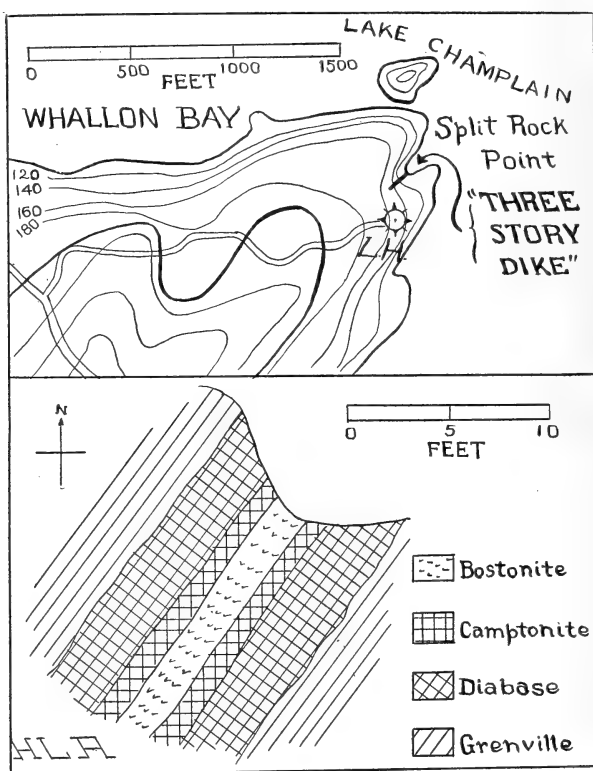 LAKE CHAMPLAIN
0 500 1000 1500
FEET
WHALLON BAY
Split Rock
Point
120
140
160
180
"THREE
STORY
DIKE"
L.H.
N
0 5 10
FEET
Bostonite
Camptonite
Diabase
Grenville
HLA